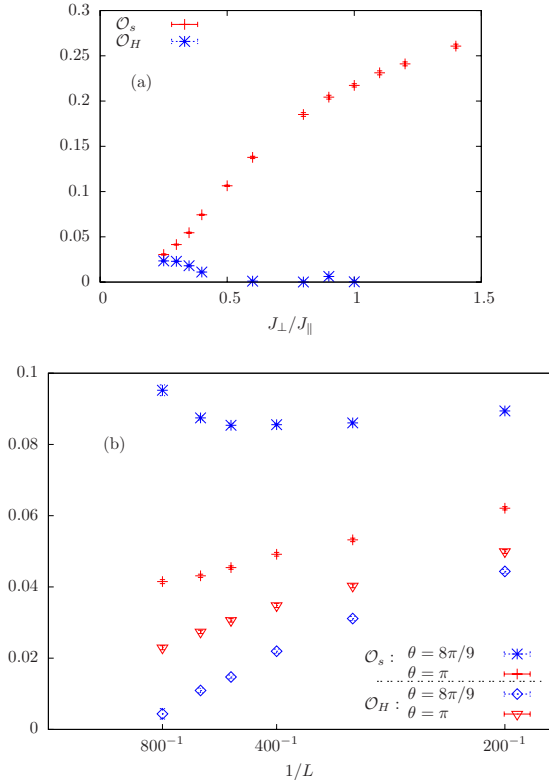 0.3
0.25
0.2
0.15
0.1
0.05
0
𝒪_s
𝒪_H
(a)
0 0.5 1 1.5
J_⊥/J_∥
0.1
0.08
0.06
0.04
0.02
0
(b)
𝒪_s : θ = 8π/9
θ = π
𝒪_H : θ = 8π/9
θ = π
800⁻¹ 400⁻¹ 200⁻¹
1/L